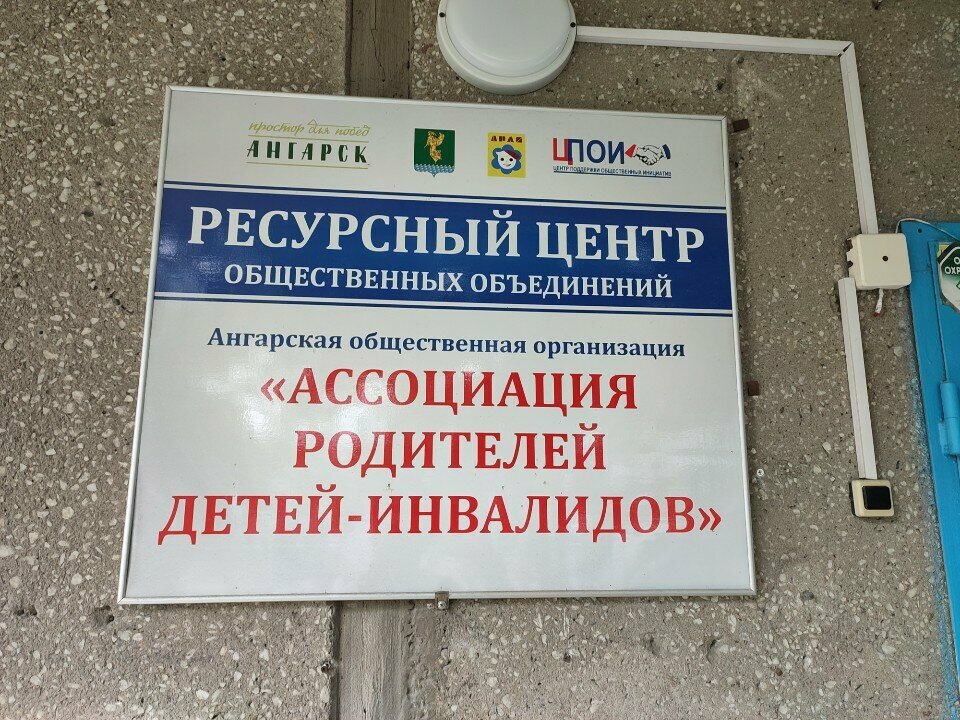 простор для побед
АНГАРСК
ЦПОИ
ЦЕНТР ПОДДЕРЖКИ ОБЩЕСТВЕННЫХ ИНИЦИАТИВ
РЕСУРСНЫЙ ЦЕНТР
ОБЩЕСТВЕННЫХ ОБЪЕДИНЕНИЙ
Ангарская общественная организация
«АССОЦИАЦИЯ
РОДИТЕЛЕЙ
ДЕТЕЙ-ИНВАЛИДОВ»